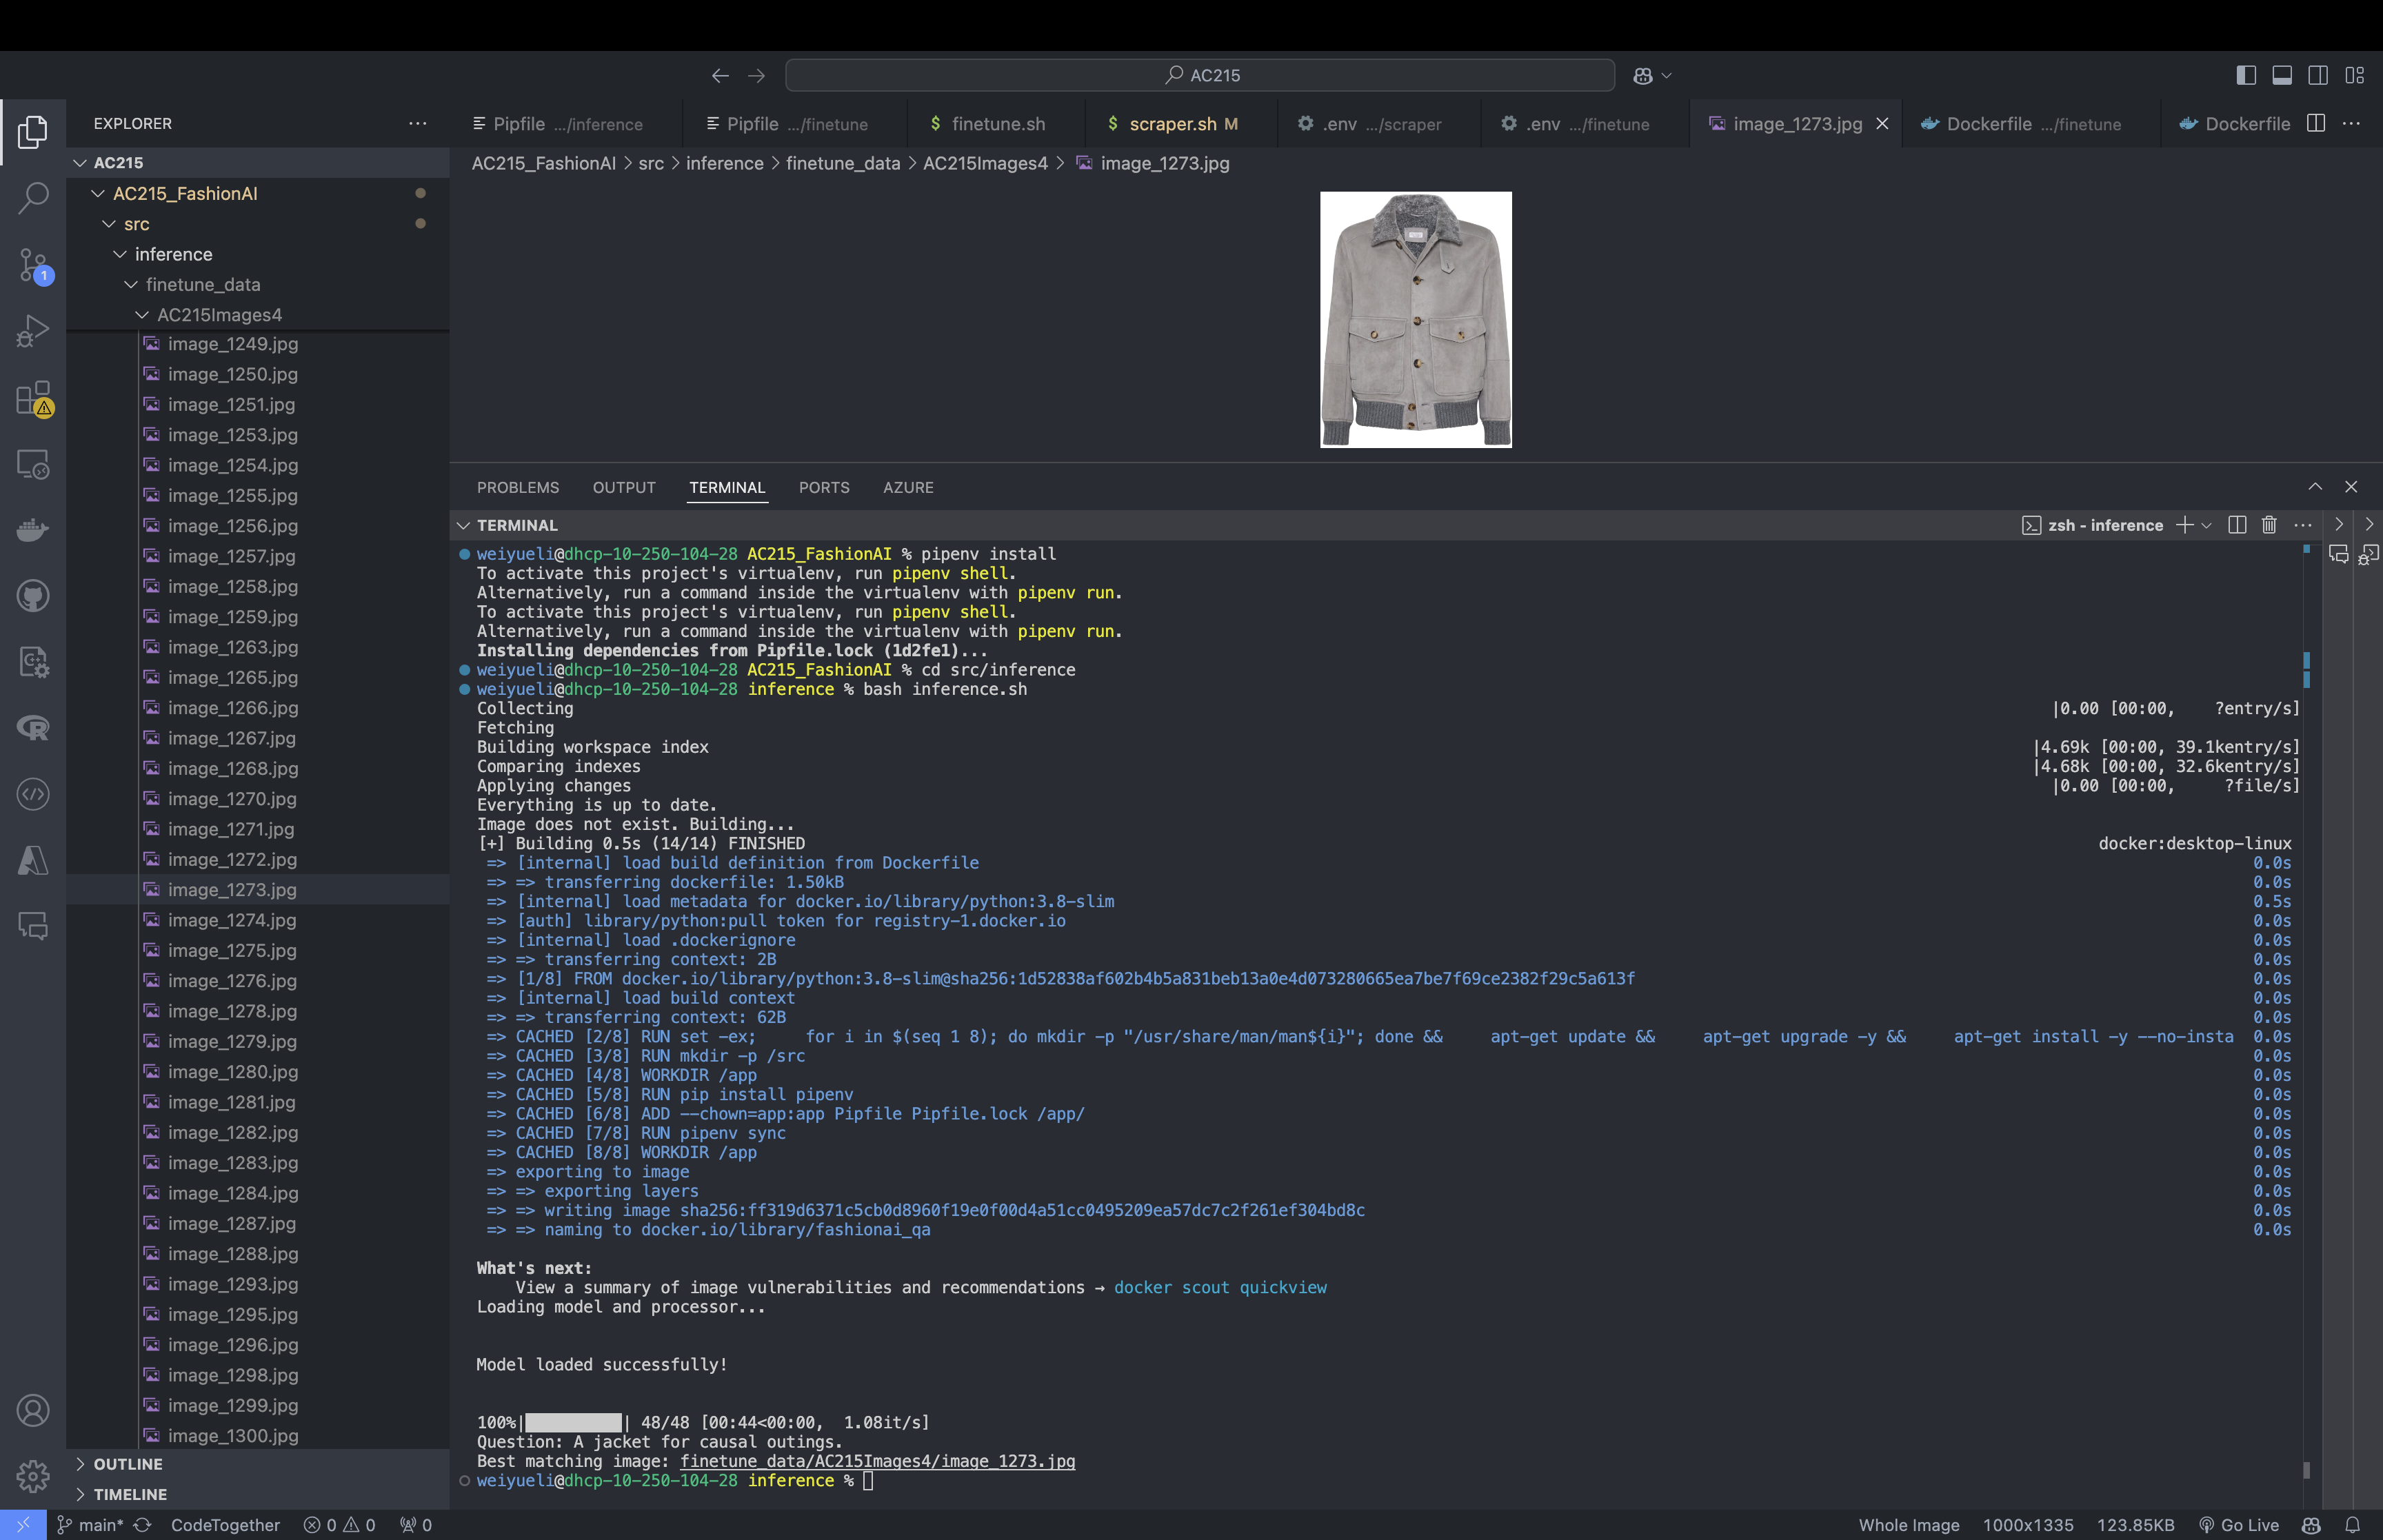 AC215
EXPLORER
Pipfile .../inference
Pipfile .../finetune
$ finetune.sh
$ scraper.sh M
.env .../scraper
.env .../finetune
image_1273.jpg
Dockerfile .../finetune
Dockerfile
AC215
AC215_FashionAI > src > inference > finetune_data > AC215Images4 > image_1273.jpg
AC215_FashionAI
src
inference
1
finetune_data
AC215Images4
image_1249.jpg
image_1250.jpg
image_1251.jpg
image_1253.jpg
image_1254.jpg
image_1255.jpg
image_1256.jpg
image_1257.jpg
image_1258.jpg
image_1259.jpg
image_1263.jpg
image_1265.jpg
image_1266.jpg
image_1267.jpg
image_1268.jpg
image_1270.jpg
image_1271.jpg
image_1272.jpg
image_1273.jpg
image_1274.jpg
image_1275.jpg
image_1276.jpg
image_1278.jpg
image_1279.jpg
image_1280.jpg
image_1281.jpg
image_1282.jpg
image_1283.jpg
image_1284.jpg
image_1287.jpg
image_1288.jpg
image_1293.jpg
image_1295.jpg
image_1296.jpg
image_1298.jpg
image_1299.jpg
image_1300.jpg
OUTLINE
TIMELINE
PROBLEMS OUTPUT TERMINAL PORTS AZURE
TERMINAL
zsh - inference
weiyueli@dhcp-10-250-104-28 AC215_FashionAI % pipenv install
To activate this project's virtualenv, run pipenv shell.
Alternatively, run a command inside the virtualenv with pipenv run.
To activate this project's virtualenv, run pipenv shell.
Alternatively, run a command inside the virtualenv with pipenv run.
Installing dependencies from Pipfile.lock (1d2fe1)...
weiyueli@dhcp-10-250-104-28 AC215_FashionAI % cd src/inference
weiyueli@dhcp-10-250-104-28 inference % bash inference.sh
Collecting |0.00 [00:00, ?entry/s]
Fetching
Building workspace index |4.69k [00:00, 39.1kentry/s]
Comparing indexes |4.68k [00:00, 32.6kentry/s]
Applying changes |0.00 [00:00, ?file/s]
Everything is up to date.
Image does not exist. Building...
[+] Building 0.5s (14/14) FINISHED docker:desktop-linux
=> [internal] load build definition from Dockerfile 0.0s
=> => transferring dockerfile: 1.50kB 0.0s
=> [internal] load metadata for docker.io/library/python:3.8-slim 0.5s
=> [auth] library/python:pull token for registry-1.docker.io 0.0s
=> [internal] load .dockerignore 0.0s
=> => transferring context: 2B 0.0s
=> [1/8] FROM docker.io/library/python:3.8-slim@sha256:1d52838af602b4b5a831beb13a0e4d073280665ea7be7f69ce2382f29c5a613f 0.0s
=> [internal] load build context 0.0s
=> => transferring context: 62B 0.0s
=> CACHED [2/8] RUN set -ex; for i in $(seq 1 8); do mkdir -p "/usr/share/man/man${i}"; done && apt-get update && apt-get upgrade -y && apt-get install -y --no-insta 0.0s
=> CACHED [3/8] RUN mkdir -p /src 0.0s
=> CACHED [4/8] WORKDIR /app 0.0s
=> CACHED [5/8] RUN pip install pipenv 0.0s
=> CACHED [6/8] ADD --chown=app:app Pipfile Pipfile.lock /app/ 0.0s
=> CACHED [7/8] RUN pipenv sync 0.0s
=> CACHED [8/8] WORKDIR /app 0.0s
=> exporting to image 0.0s
=> => exporting layers 0.0s
=> => writing image sha256:ff319d6371c5cb0d8960f19e0f00d4a51cc0495209ea57dc7c2f261ef304bd8c 0.0s
=> => naming to docker.io/library/fashionai_qa 0.0s
What's next:
View a summary of image vulnerabilities and recommendations → docker scout quickview
Loading model and processor...
Model loaded successfully!
100%|██████████| 48/48 [00:44<00:00, 1.08it/s]
Question: A jacket for causal outings.
Best matching image: finetune_data/AC215Images4/image_1273.jpg
weiyueli@dhcp-10-250-104-28 inference %
main* CodeTogether 0 0 0 Whole Image 1000x1335 123.85KB Go Live